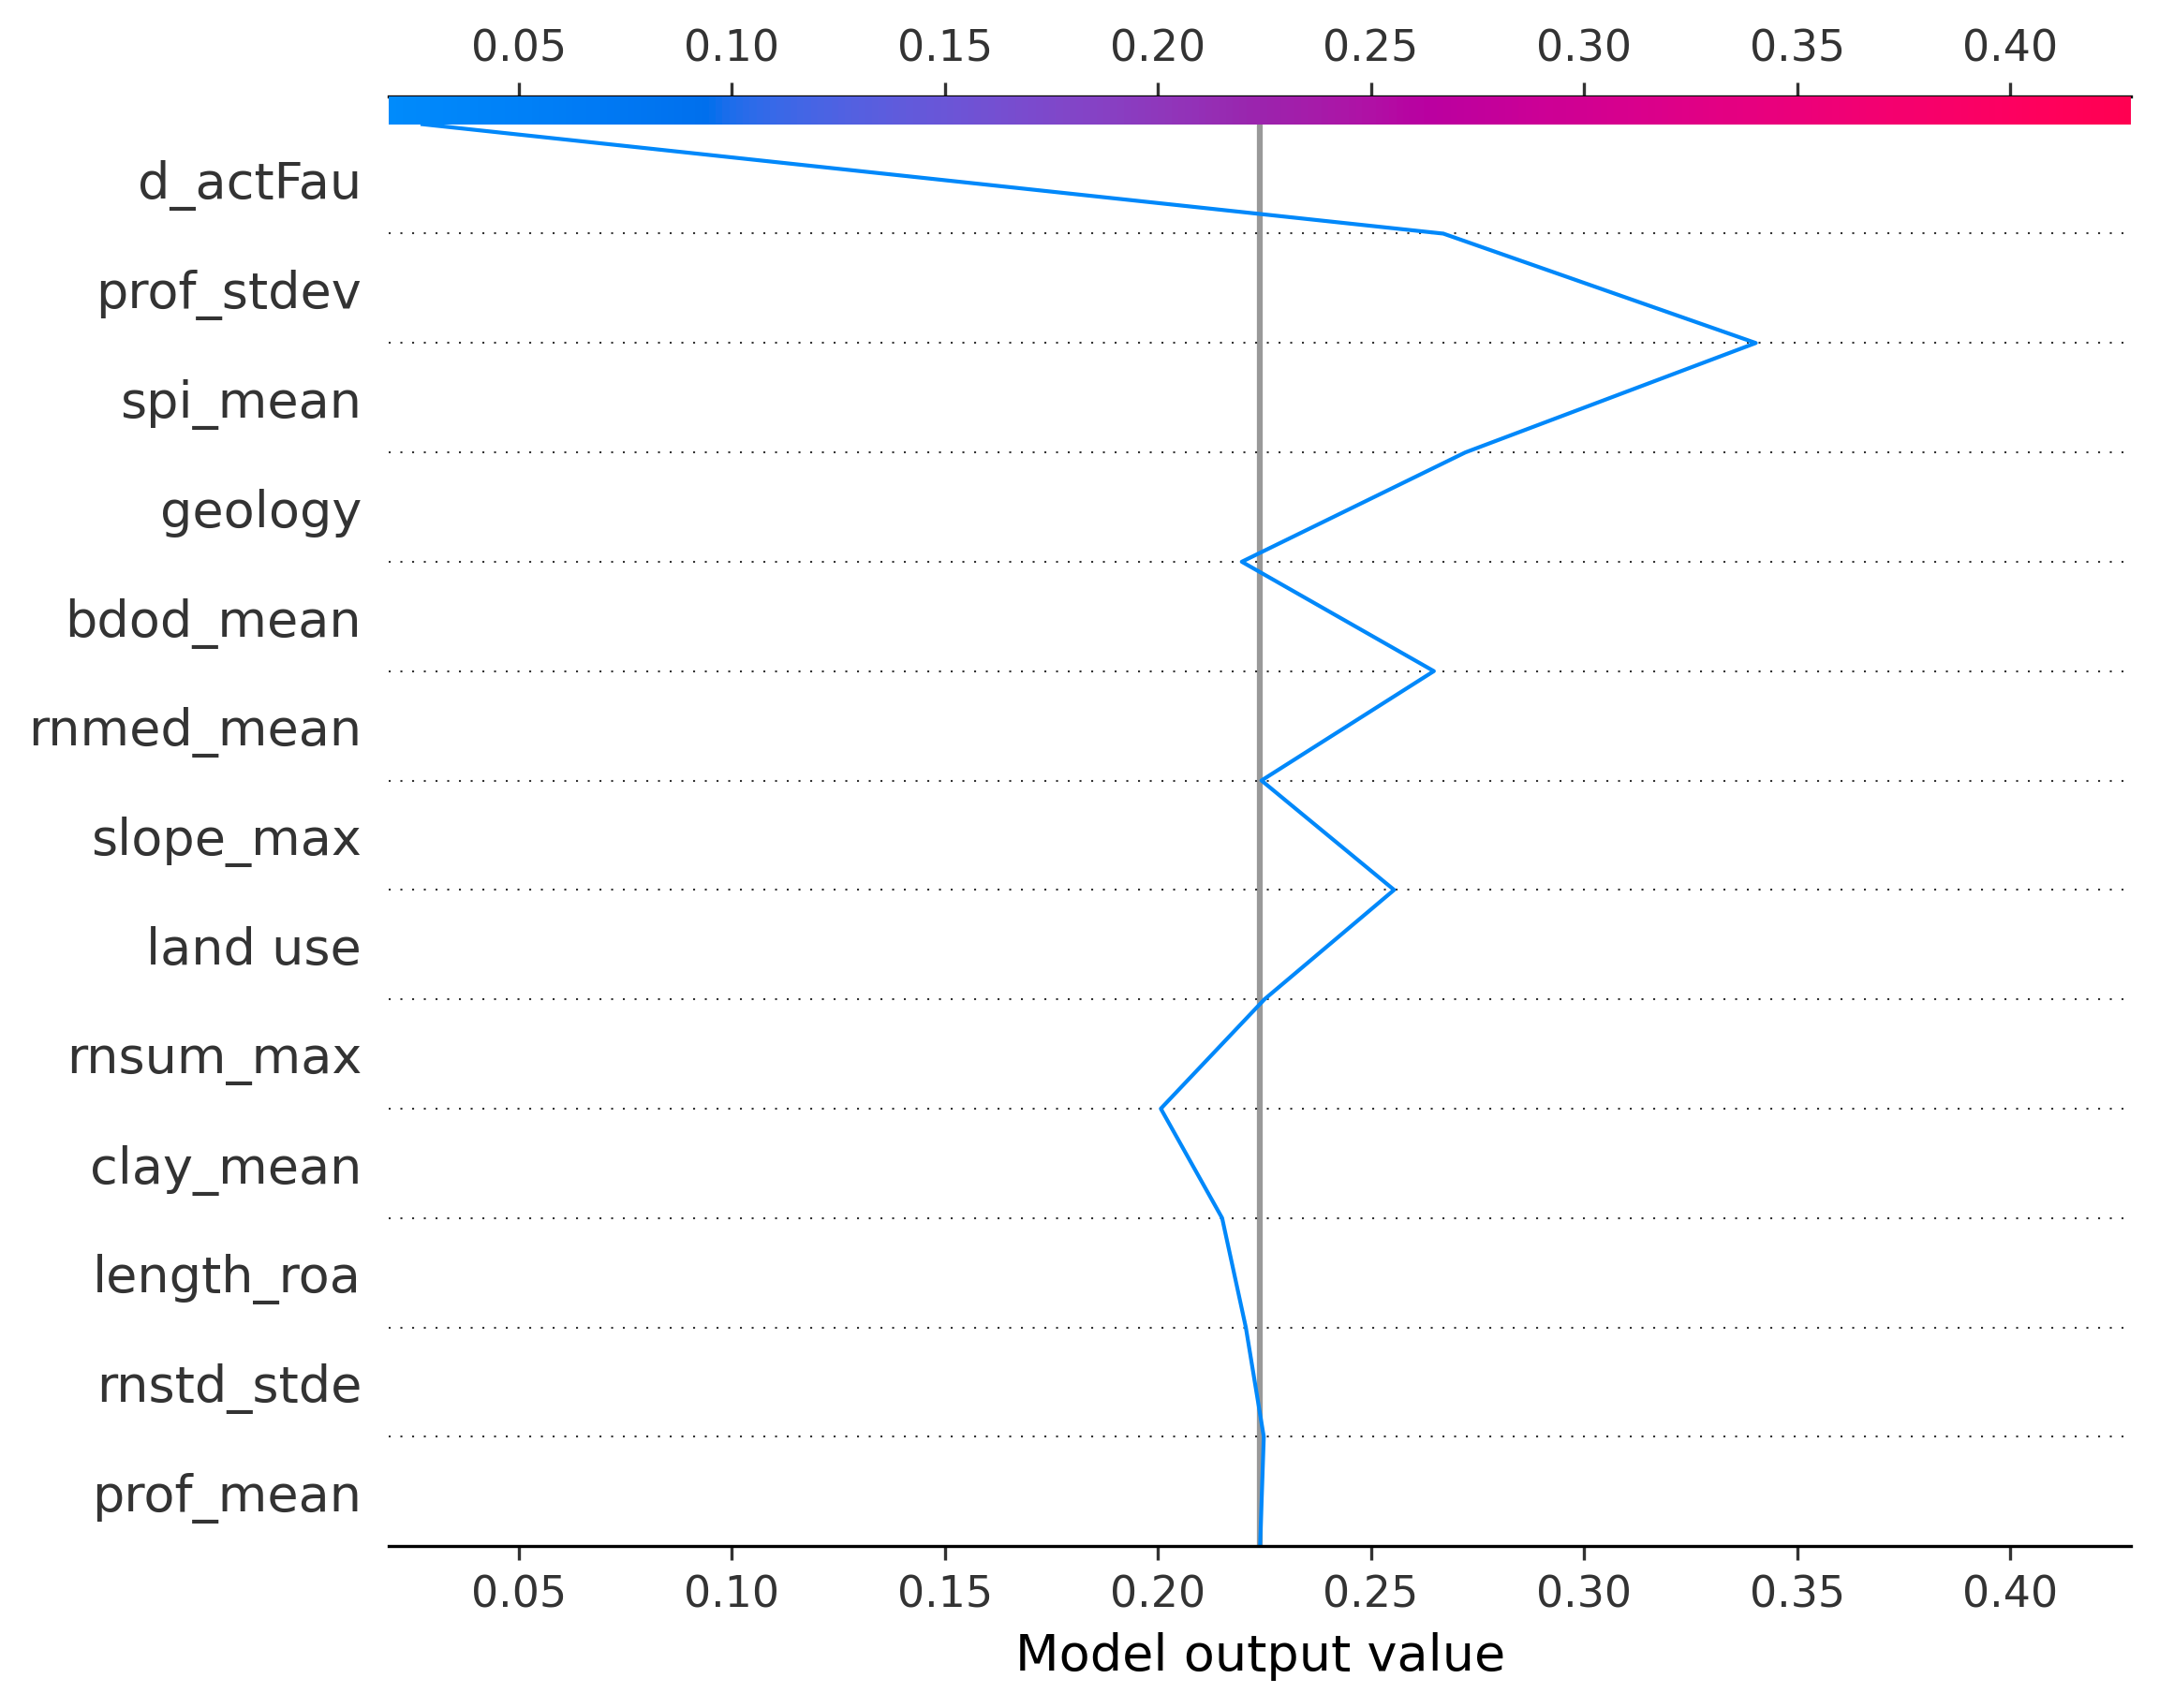 0.05 0.10 0.15 0.20 0.25 0.30 0.35 0.40
d_actFau
prof_stdev
spi_mean
geology
bdod_mean
rnmed_mean
slope_max
land use
rnsum_max
clay_mean
length_roa
rnstd_stde
prof_mean
0.05 0.10 0.15 0.20 0.25 0.30 0.35 0.40
Model output value